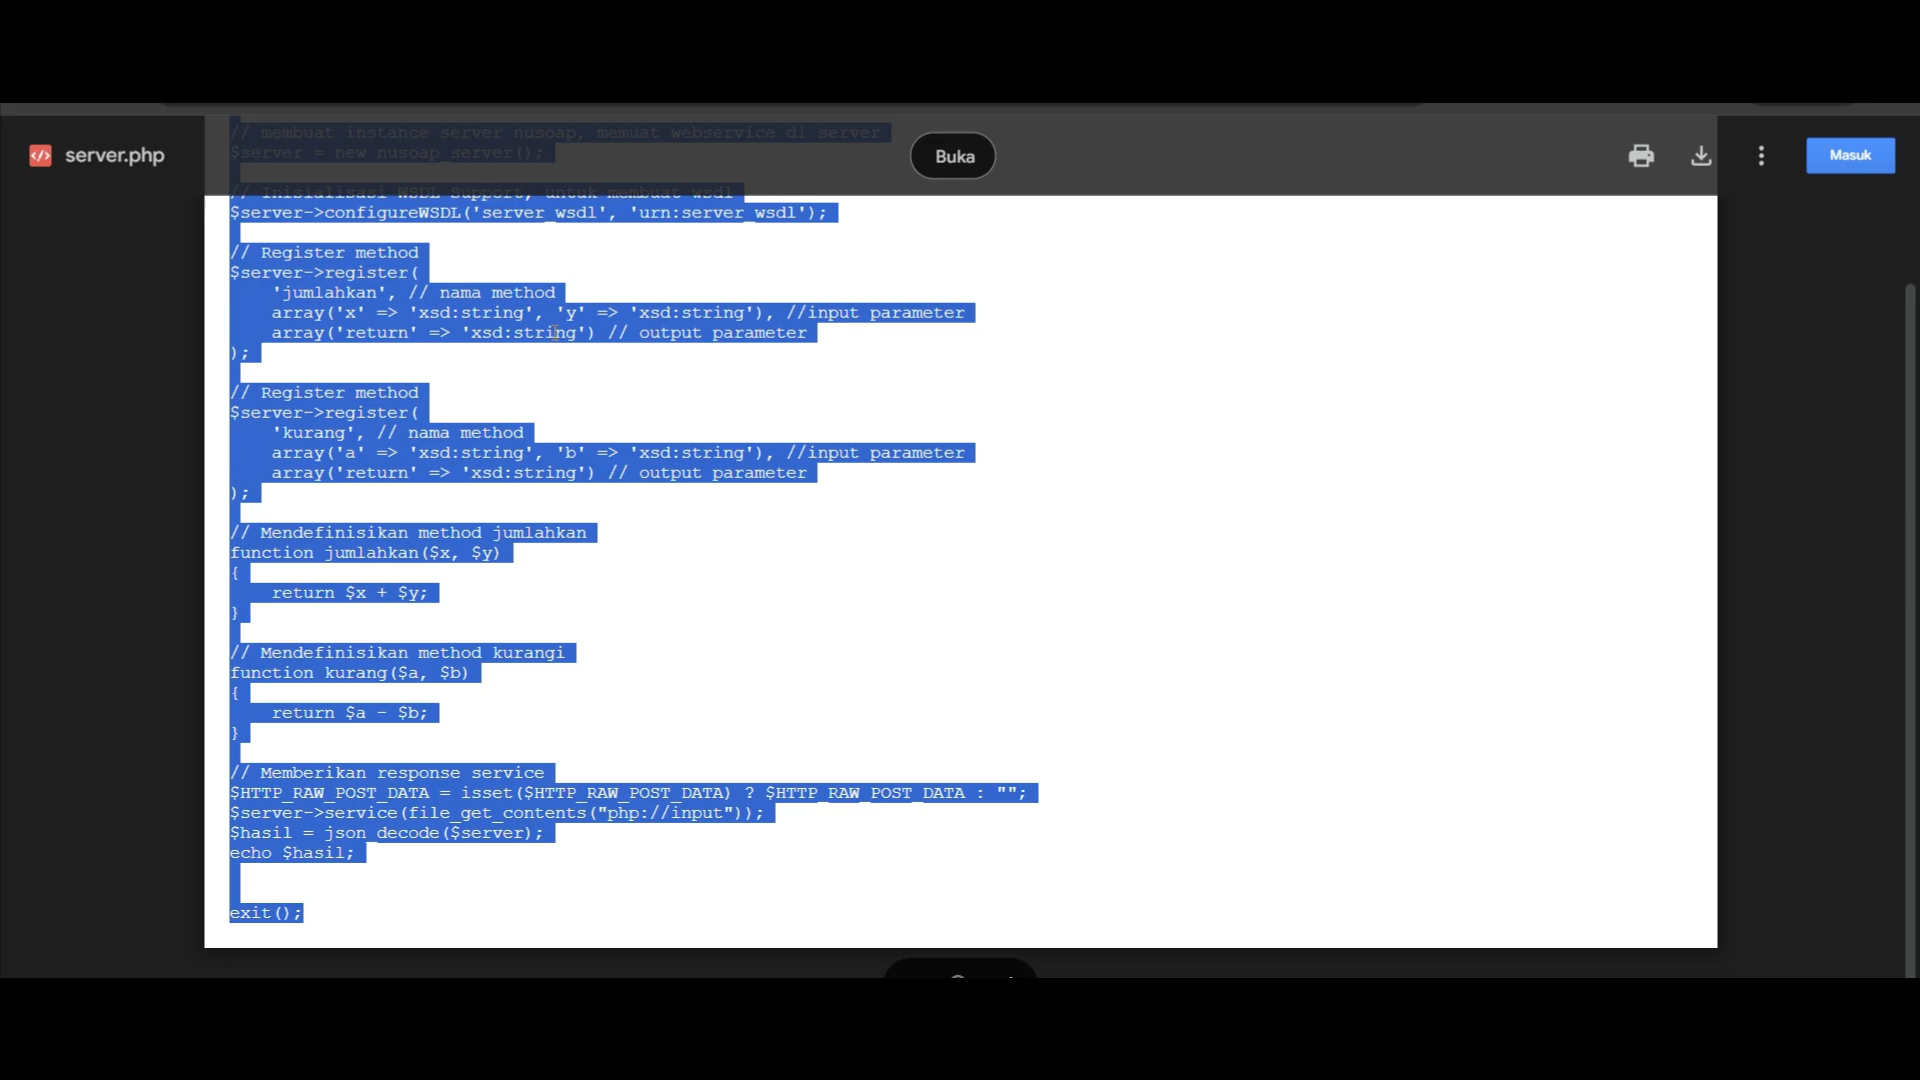 // membuat instance server nusoap, memuat webservice di server
server.php
Buka
Masuk
$server = new nusoap_server();
// Inisialisasi WSDL Support, untuk membuat wsdl
$server->configureWSDL('server_wsdl', 'urn:server_wsdl');
// Register method
$server->register(
'jumlahkan', // nama method
array('x' => 'xsd:string', 'y' => 'xsd:string'), //input parameter
array('return' => 'xsd:string') // output parameter
);
// Register method
$server->register(
'kurang', // nama method
array('a' => 'xsd:string', 'b' => 'xsd:string'), //input parameter
array('return' => 'xsd:string') // output parameter
);
// Mendefinisikan method jumlahkan
function jumlahkan($x, $y)
{
return $x + $y;
}
// Mendefinisikan method kurangi
function kurang($a, $b)
{
return $a - $b;
}
// Memberikan response service
$HTTP_RAW_POST_DATA = isset($HTTP_RAW_POST_DATA) ? $HTTP_RAW_POST_DATA : "";
$server->service(file_get_contents("php://input"));
$hasil = json_decode($server);
echo $hasil;
exit();